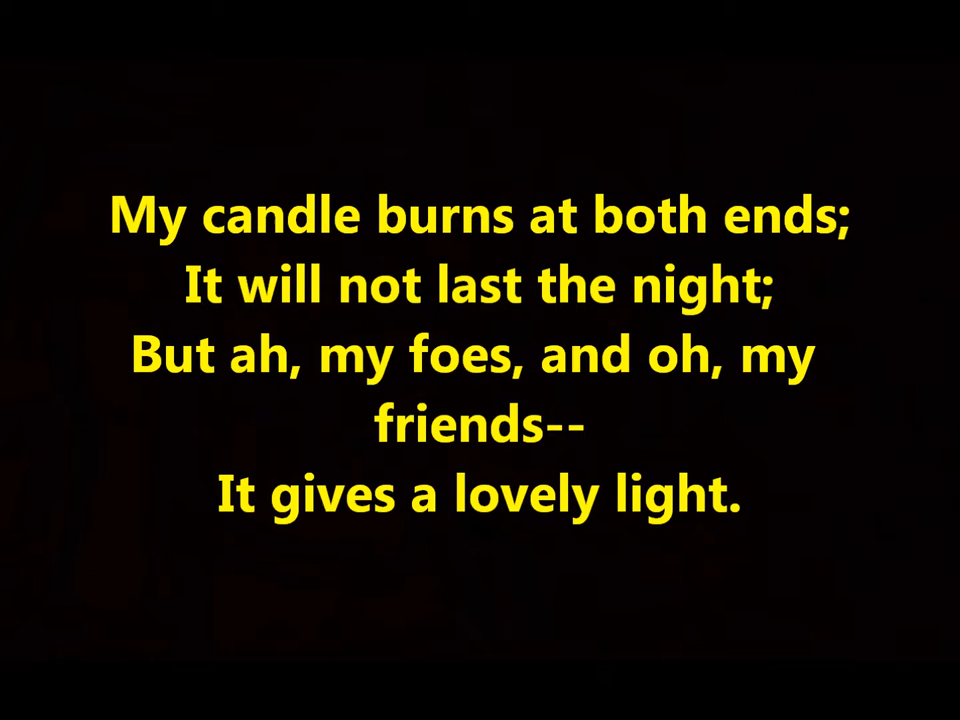 My candle burns at both ends;
It will not last the night;
But ah, my foes, and oh, my
friends--
It gives a lovely light.